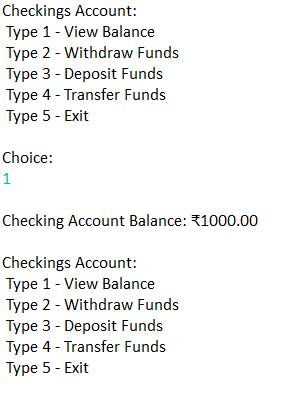 Checkings Account:
Type 1 - View Balance
Type 2 - Withdraw Funds
Type 3 - Deposit Funds
Type 4 - Transfer Funds
Type 5 - Exit
Choice:
1
Checking Account Balance: ₹1000.00
Checkings Account:
Type 1 - View Balance
Type 2 - Withdraw Funds
Type 3 - Deposit Funds
Type 4 - Transfer Funds
Type 5 - Exit